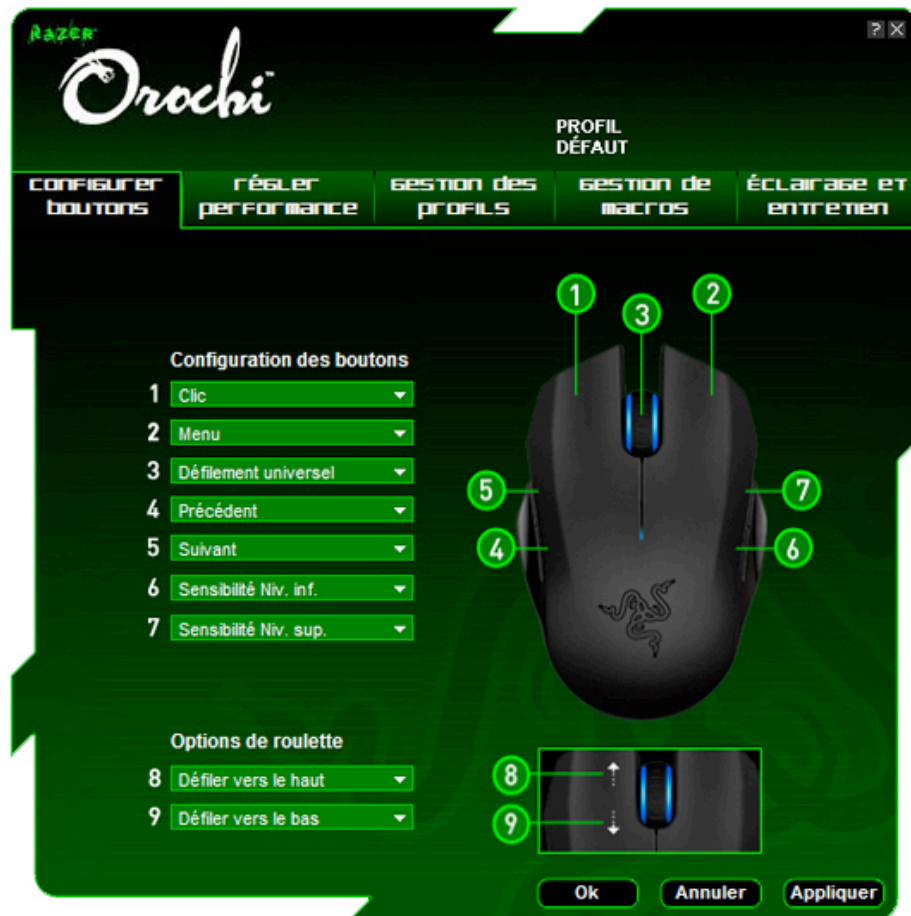 RAZER
Orochi™
? X
PROFIL
DÉFAUT
CONFIGURER
BOUTONS
RÉGLER
PERFORMANCE
GESTION DES
PROFILS
GESTION DE
MACROS
ÉCLAIRAGE ET
ENTRETIEN
1
2
3
5
4
7
6
Configuration des boutons
1 Clic
2 Menu
3 Défilement universel
4 Précédent
5 Suivant
6 Sensibilité Niv. inf.
7 Sensibilité Niv. sup.
Options de roulette
8 Défiler vers le haut
9 Défiler vers le bas
8
9
Ok
Annuler
Appliquer